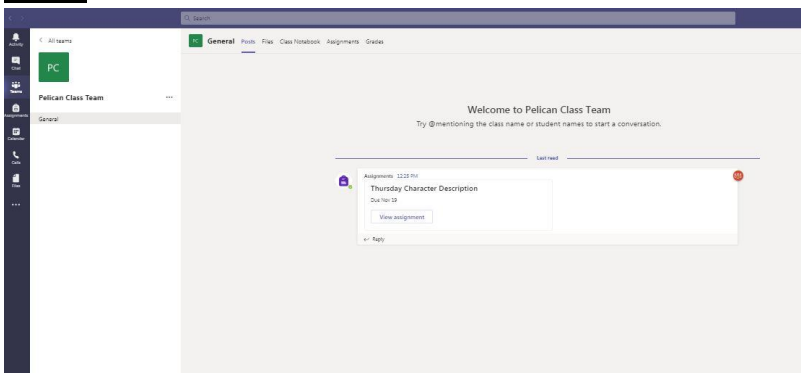 Search
Activity
Chat
Teams
Assignments
Calendar
Calls
Files
All teams
PC
Pelican Class Team
General
PC General Posts Files Class Notebook Assignments Grades
Welcome to Pelican Class Team
Try @mentioning the class name or student names to start a conversation.
Last read
Assignments 12:28 PM
Thursday Character Description
Due Nov 19
View assignment
Reply